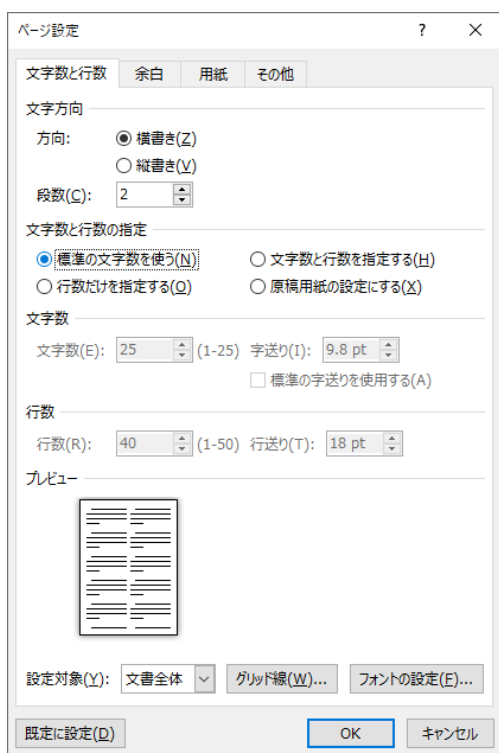 ページ設定 ?
文字数と行数 余白 用紙 その他
文字方向
方向: 横書き(Z)
縦書き(V)
段数(C): 2
文字数と行数の指定
標準の文字数を使う(N) 文字数と行数を指定する(H)
行数だけを指定する(O) 原稿用紙の設定にする(X)
文字数
文字数(E): 25 (1-25) 字送り(I): 9.8 pt
標準の字送りを使用する(A)
行数
行数(R): 40 (1-50) 行送り(T): 18 pt
プレビュー
設定対象(Y): 文書全体 グリッド線(W)... フォントの設定(F)...
既定に設定(D) OK キャンセル